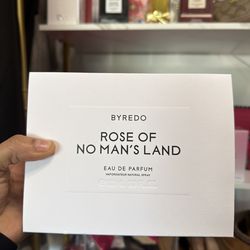 BYREDO
ROSE OF
NO MAN'S LAND
EAU DE PARFUM
VAPORISATEUR NATURAL SPRAY